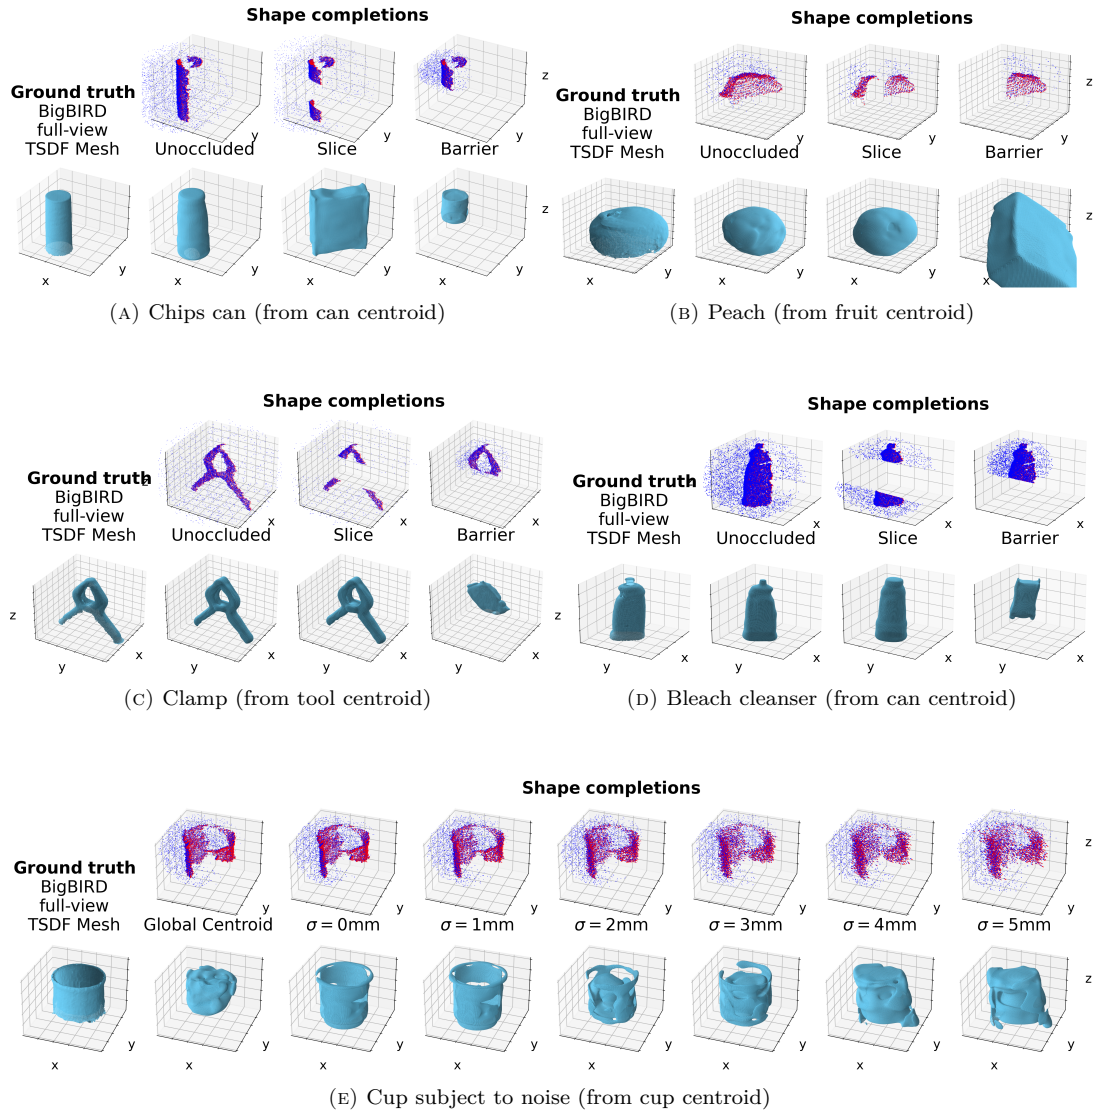 Shape completions
Ground truth
BigBIRD
full-view
TSDF Mesh
Unoccluded
Slice
Barrier
y
y
y
z
x
y
x
y
z
(A) Chips can (from can centroid)
Shape completions
Ground truth
BigBIRD
full-view
TSDF Mesh
Unoccluded
Slice
Barrier
y
y
y
z
x
y
x
y
x
y
x
y
z
(B) Peach (from fruit centroid)
Shape completions
Ground truth
BigBIRD
full-view
TSDF Mesh
Unoccluded
Slice
Barrier
x
x
x
z
y
x
y
x
y
x
y
x
(C) Clamp (from tool centroid)
Shape completions
Ground truth
BigBIRD
full-view
TSDF Mesh
Unoccluded
Slice
Barrier
x
x
x
z
y
x
y
x
y
x
y
x
(D) Bleach cleanser (from can centroid)
Shape completions
Ground truth
BigBIRD
full-view
TSDF Mesh
Global Centroid
σ = 0mm
σ = 1mm
σ = 2mm
σ = 3mm
σ = 4mm
σ = 5mm
y
y
y
y
y
y
y
z
x
y
x
y
x
y
x
y
x
y
x
y
x
y
x
y
z
(E) Cup subject to noise (from cup centroid)